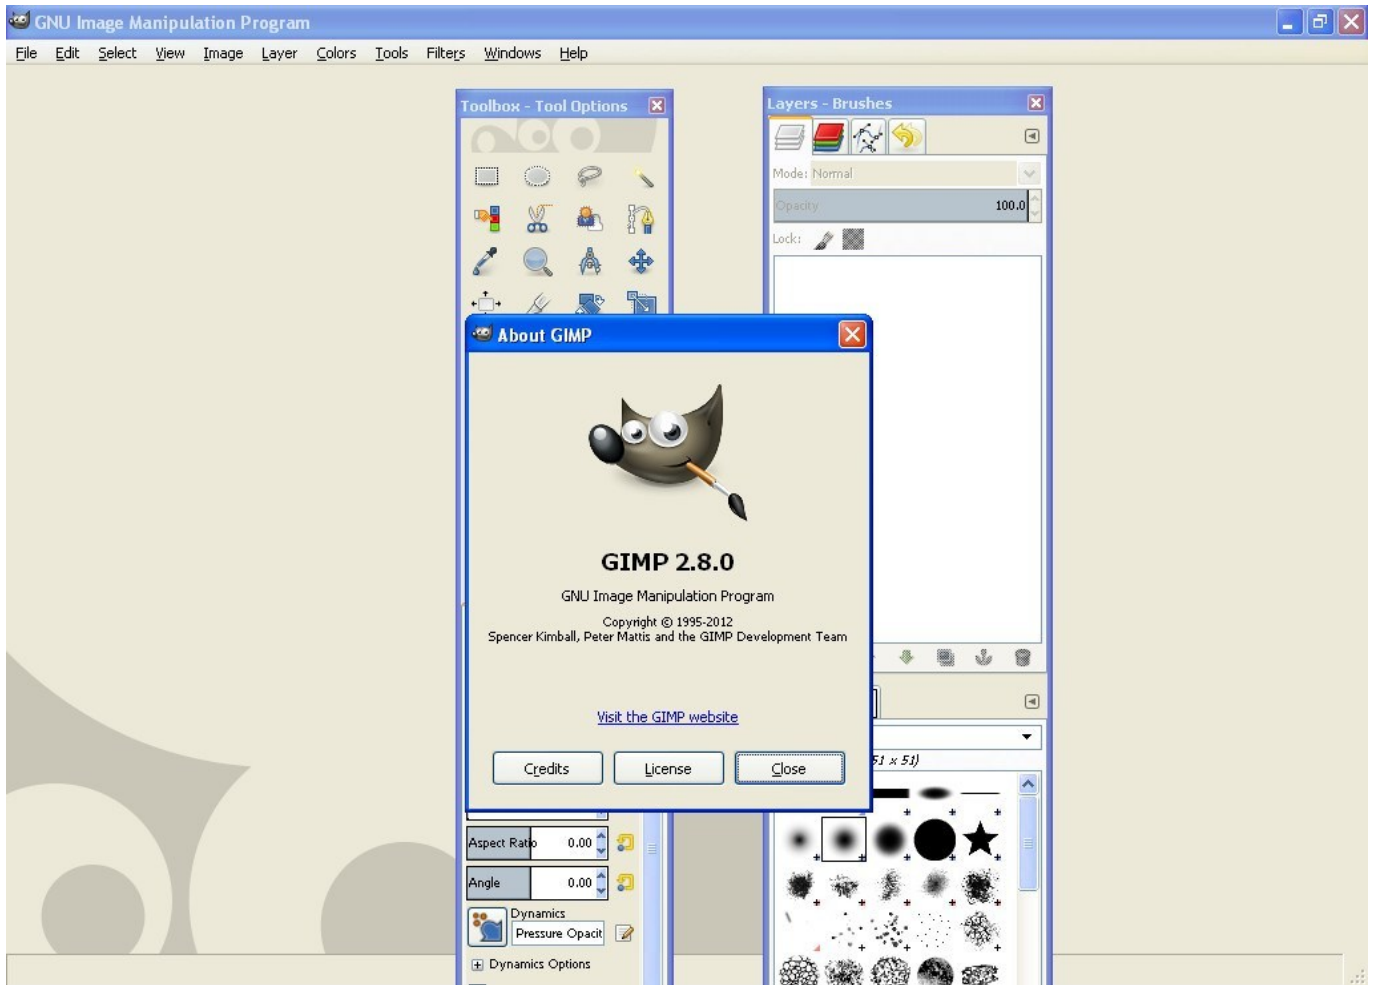 GNU Image Manipulation Program
File Edit Select View Image Layer Colors Tools Filters Windows Help
Toolbox - Tool Options
Layers - Brushes
Mode: Normal
Opacity 100.0
Lock:
About GIMP
GIMP 2.8.0
GNU Image Manipulation Program
Copyright © 1995-2012
Spencer Kimball, Peter Mattis and the GIMP Development Team
Visit the GIMP website
Credits License Close
51 x 51)
Aspect Ratio 0.00
Angle 0.00
Dynamics
Pressure Opacit
Dynamics Options